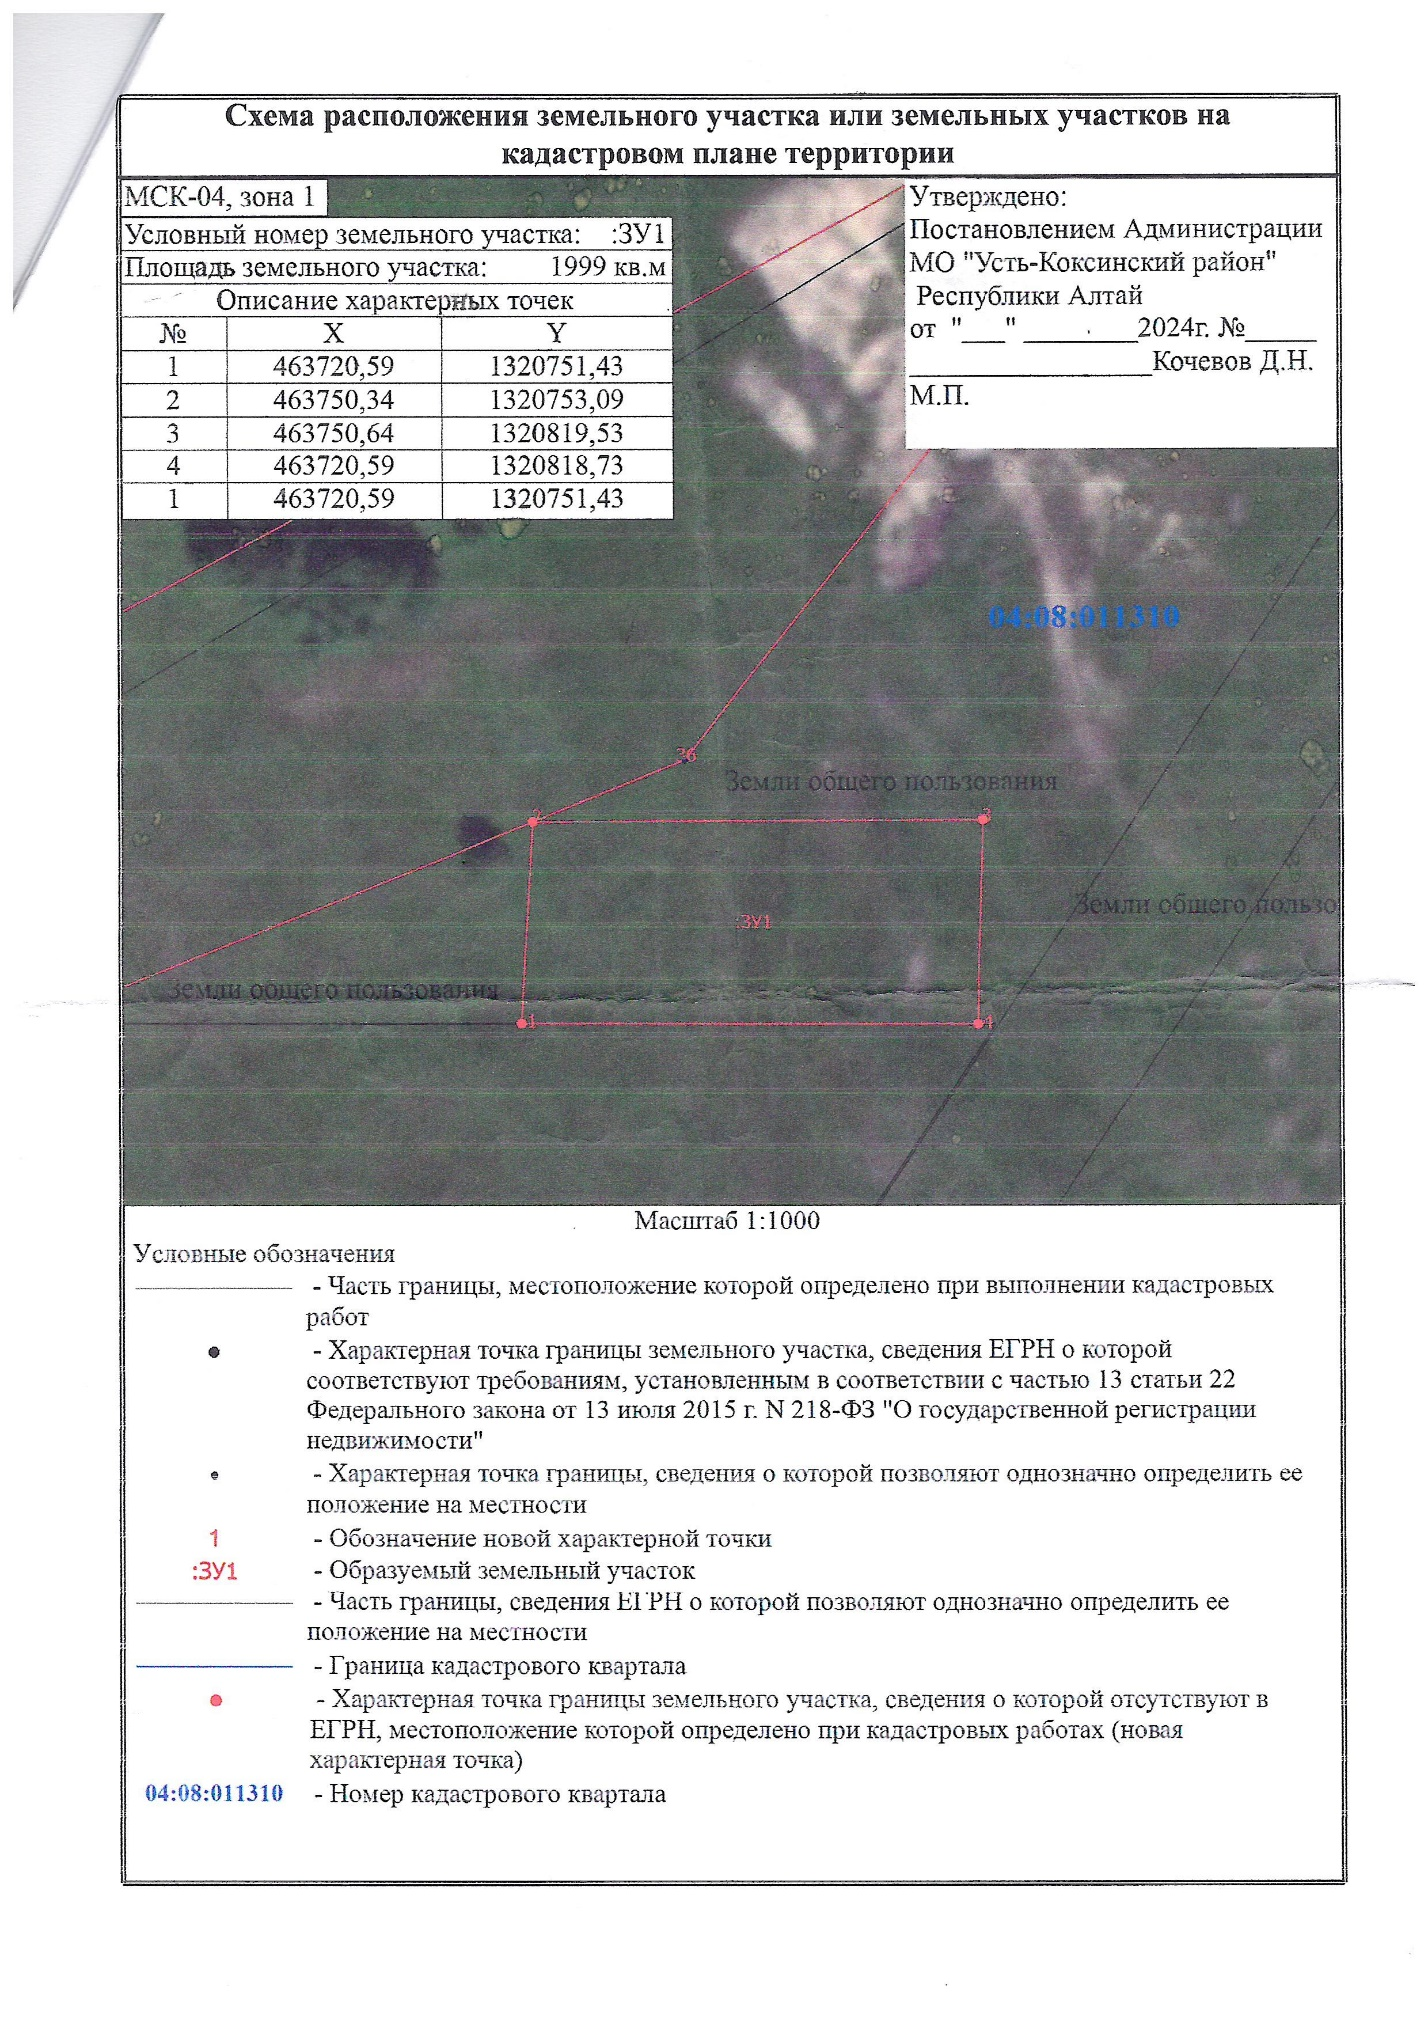 Схема расположения земельного участка или земельных участков на
кадастровом плане территории
МСК-04, зона 1
Условный номер земельного участка: :ЗУ1
Площадь земельного участка: 1999 кв.м
Описание характерных точек
№ X Y
1 463720,59 1320751,43
2 463750,34 1320753,09
3 463750,64 1320819,53
4 463720,59 1320818,73
1 463720,59 1320751,43
Утверждено:
Постановлением Администрации
МО "Усть-Коксинский район"
Республики Алтай
от "___" ________2024г. №_____
_________________Кочевов Д.Н.
М.П.
04:08:011310
36
Земли общего пользования
2
3
:ЗУ1
Земли общего пользо
Земли общего пользования
1
4
Масштаб 1:1000
Условные обозначения
- Часть границы, местоположение которой определено при выполнении кадастровых
работ
- Характерная точка границы земельного участка, сведения ЕГРН о которой
соответствуют требованиям, установленным в соответствии с частью 13 статьи 22
Федерального закона от 13 июля 2015 г. N 218-ФЗ "О государственной регистрации
недвижимости"
- Характерная точка границы, сведения о которой позволяют однозначно определить ее
положение на местности
1 - Обозначение новой характерной точки
:ЗУ1 - Образуемый земельный участок
- Часть границы, сведения ЕГРН о которой позволяют однозначно определить ее
положение на местности
- Граница кадастрового квартала
- Характерная точка границы земельного участка, сведения о которой отсутствуют в
ЕГРН, местоположение которой определено при кадастровых работах (новая
характерная точка)
04:08:011310 - Номер кадастрового квартала